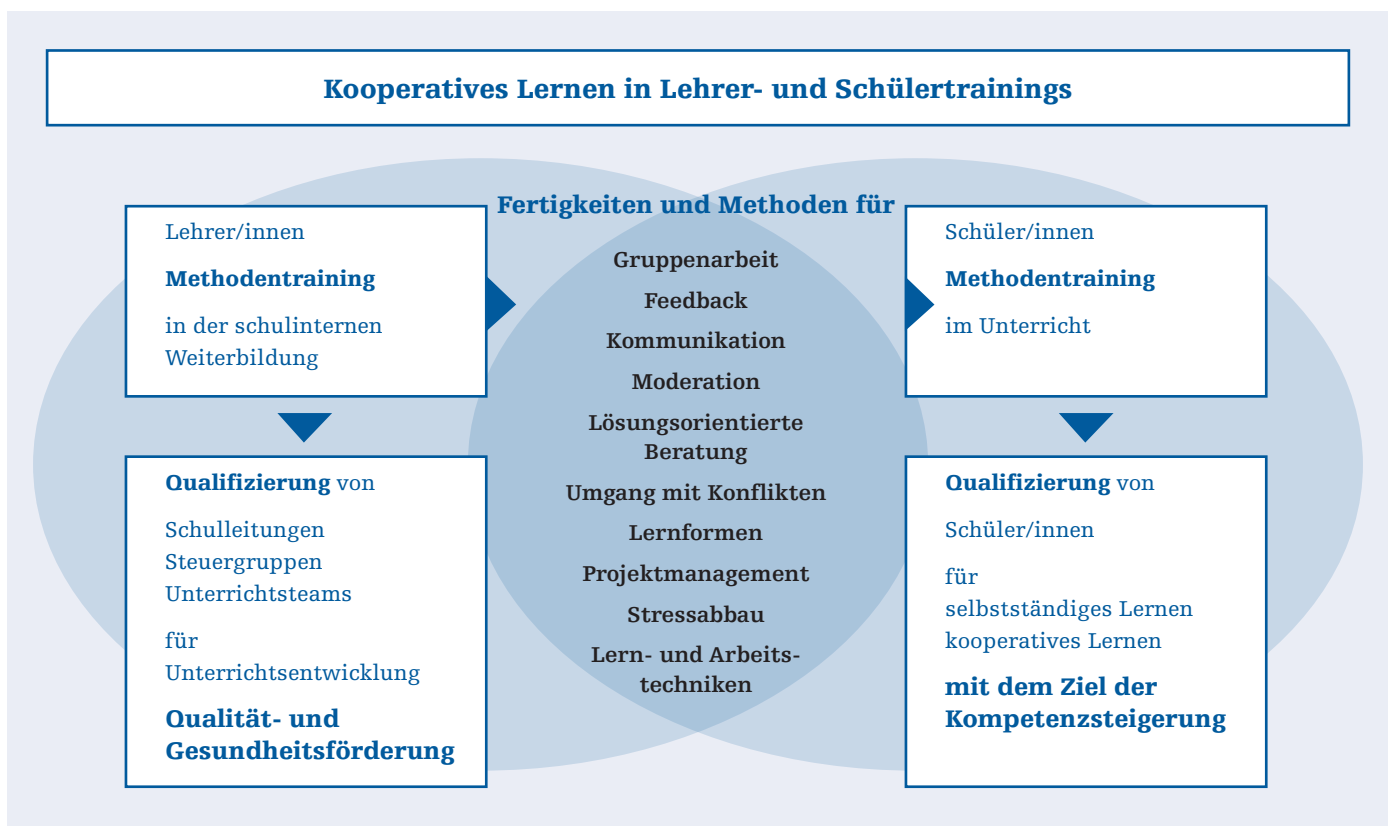 Kooperatives Lernen in Lehrer- und Schülertrainings
Lehrer/innen
Methodentraining
in der schulinternen
Weiterbildung
Qualifizierung von
Schulleitungen
Steuergruppen
Unterrichtsteams
für
Unterrichtsentwicklung
Qualität- und
Gesundheitsförderung
Fertigkeiten und Methoden für
Gruppenarbeit
Feedback
Kommunikation
Moderation
Lösungsorientierte
Beratung
Umgang mit Konflikten
Lernformen
Projektmanagement
Stressabbau
Lern- und Arbeits-
techniken
Schüler/innen
Methodentraining
im Unterricht
Qualifizierung von
Schüler/innen
für
selbstständiges Lernen
kooperatives Lernen
mit dem Ziel der
Kompetenzsteigerung